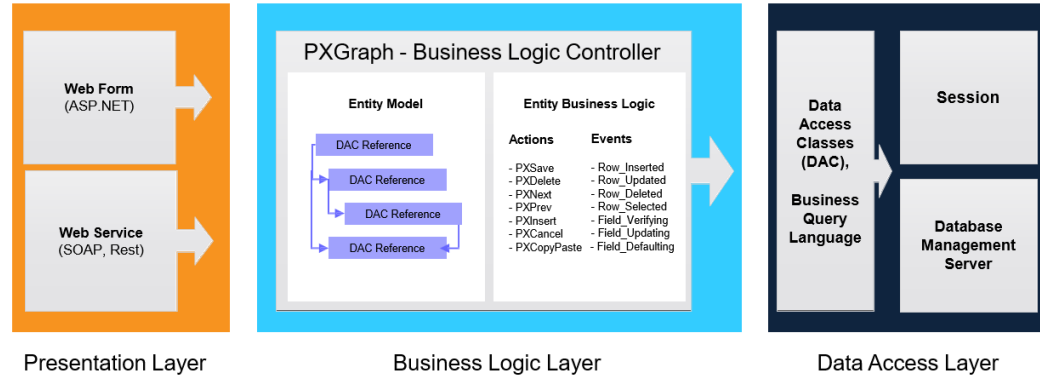 Web Form
(ASP.NET)
Web Service
(SOAP, Rest)
Presentation Layer
PXGraph - Business Logic Controller
Entity Model
DAC Reference
DAC Reference
DAC Reference
DAC Reference
Entity Business Logic
Actions
- PXSave
- PXDelete
- PXNext
- PXPrev
- PXInsert
- PXCancel
- PXCopyPaste
Events
- Row_Inserted
- Row_Updated
- Row_Deleted
- Row_Selected
- Field_Verifying
- Field_Updating
- Field_Defaulting
Business Logic Layer
Data
Access
Classes
(DAC),
Business
Query
Language
Session
Database
Management
Server
Data Access Layer